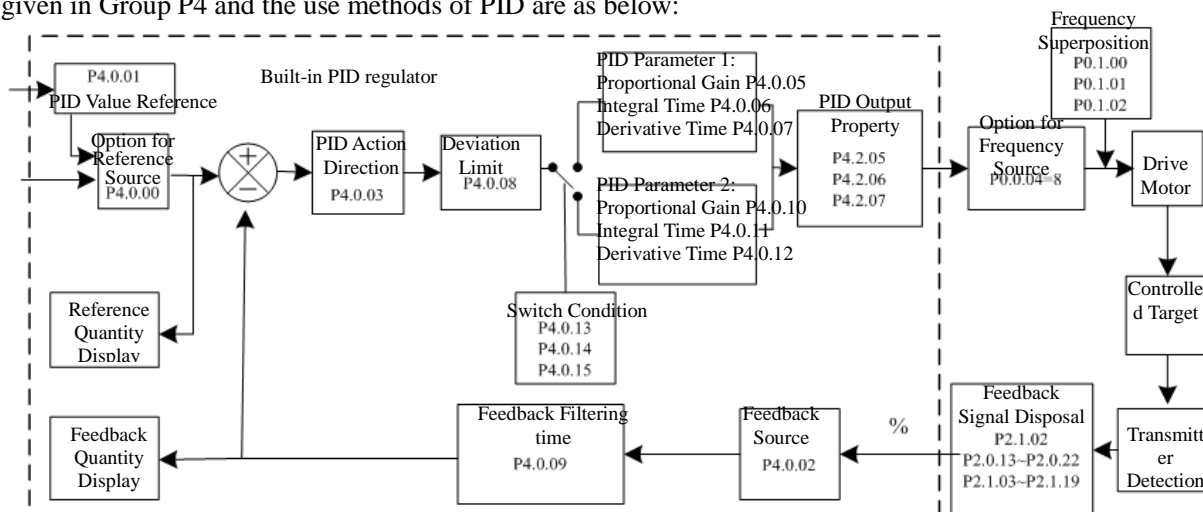 given in Group P4 and the use methods of PID are as below:
Frequency
Superposition
P0.1.00
P0.1.01
P0.1.02
P4.0.01
PID Value Reference
Built-in PID regulator
PID Parameter 1:
Proportional Gain P4.0.05
Integral Time P4.0.06
Derivative Time P4.0.07
PID Output
Property
P4.2.05
P4.2.06
P4.2.07
Option for
Reference
Source
P4.0.00
+
−
PID Action
Direction
P4.0.03
Deviation
Limit
P4.0.08
Option for
Frequency
Source
P0.0.04=8
Drive
Motor
PID Parameter 2:
Proportional Gain P4.0.10
Integral Time P4.0.11
Derivative Time P4.0.12
Switch Condition
P4.0.13
P4.0.14
P4.0.15
Reference
Quantity
Display
Controlle
d Target
Feedback
Quantity
Display
Feedback Filtering
time
P4.0.09
Feedback
Source
P4.0.02
%
Feedback
Signal Disposal
P2.1.02
P2.0.13~P2.0.22
P2.1.03~P2.1.19
Transmitt
er
Detection